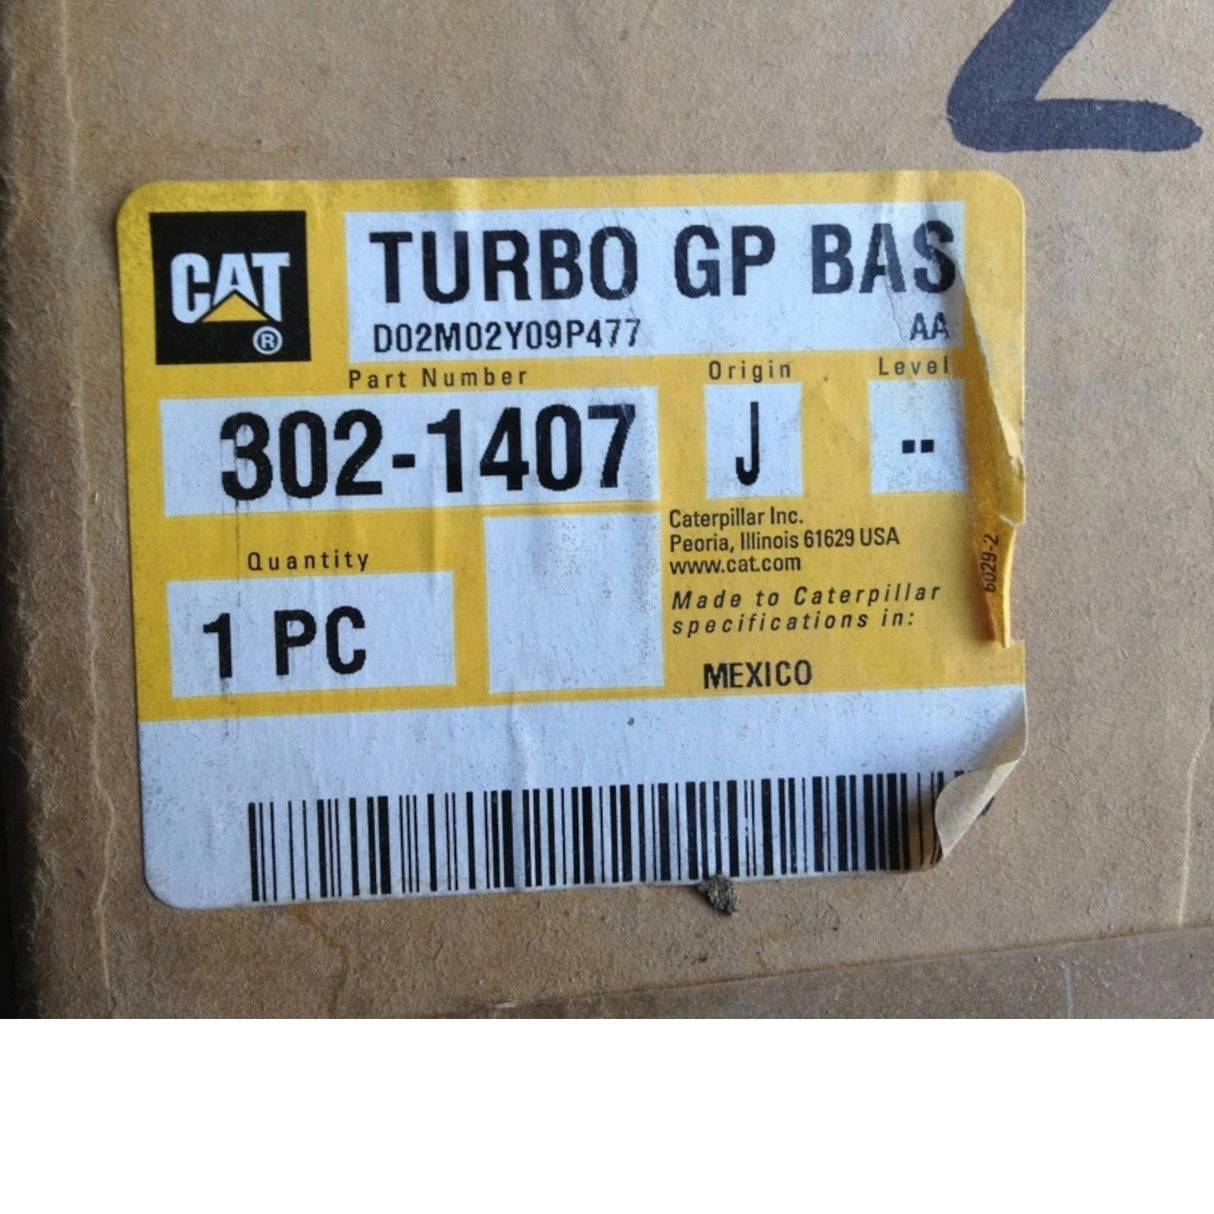 2
CAT
®
TURBO GP BAS
D02M02Y09P477 AA
Part Number Origin Level
302-1407 J --
Caterpillar Inc.
Peoria, Illinois 61629 USA
www.cat.com
Quantity
1 PC
Made to Caterpillar
specifications in:
MEXICO
6029-2